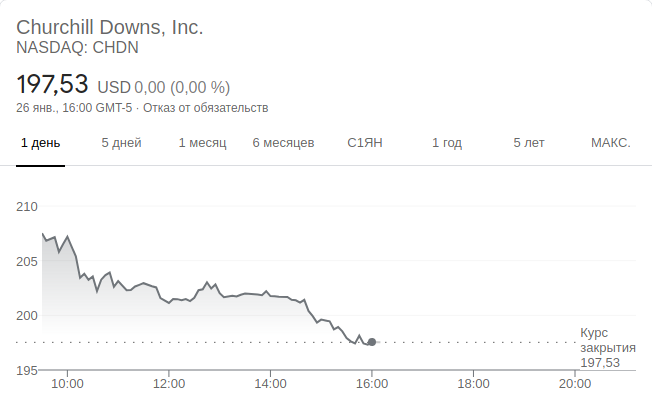 Churchill Downs, Inc.
NASDAQ: CHDN
197,53 USD 0,00 (0,00 %)
26 янв., 16:00 GMT-5 · Отказ от обязательств
1 день 5 дней 1 месяц 6 месяцев С1ЯН 1 год 5 лет МАКС.
210
205
200
195
Курс
закрытия
197,53
10:00 12:00 14:00 16:00 18:00 20:00